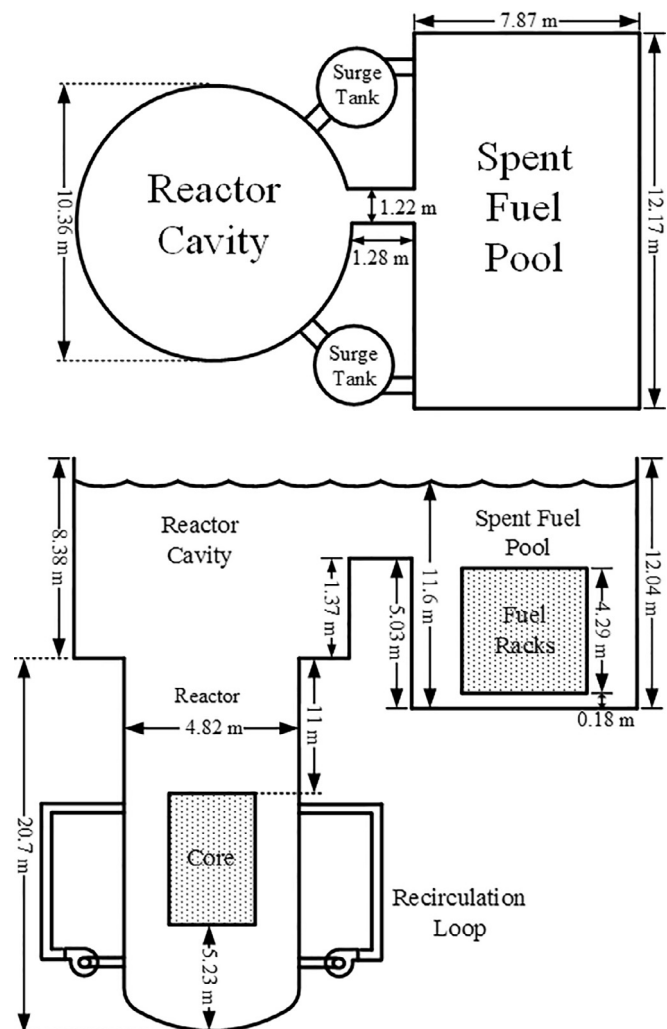 7.87 m
Surge
Tank
Reactor
Cavity
Spent
Fuel
Pool
10.36 m
1.22 m
12.17 m
1.28 m
Surge
Tank
8.38 m
Reactor
Cavity
Spent Fuel
Pool
12.04 m
1.37 m
5.03 m
11.6 m
Fuel
Racks
4.29 m
Reactor
4.82 m
11 m
0.18 m
20.7 m
Core
Recirculation
Loop
5.23 m